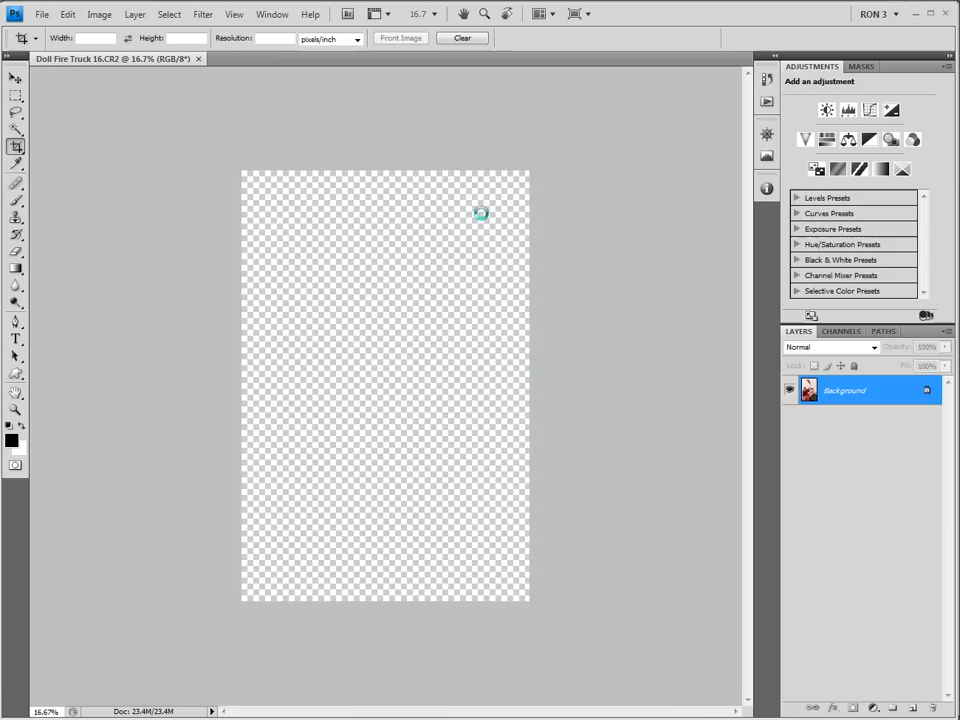 Ps File Edit Image Layer Select Filter View Window Help Br 16.7 RON 3
Width: Height: Resolution: pixels/inch Front Image Clear
Doll Fire Truck 16.CR2 @ 16.7% (RGB/8*) ×
ADJUSTMENTS MASKS
Add an adjustment
Levels Presets
Curves Presets
Exposure Presets
Hue/Saturation Presets
Black & White Presets
Channel Mixer Presets
Selective Color Presets
LAYERS CHANNELS PATHS
Normal Opacity: 100%
Lock: Fill: 100%
Background
16.67% Doc: 23.4M/23.4M